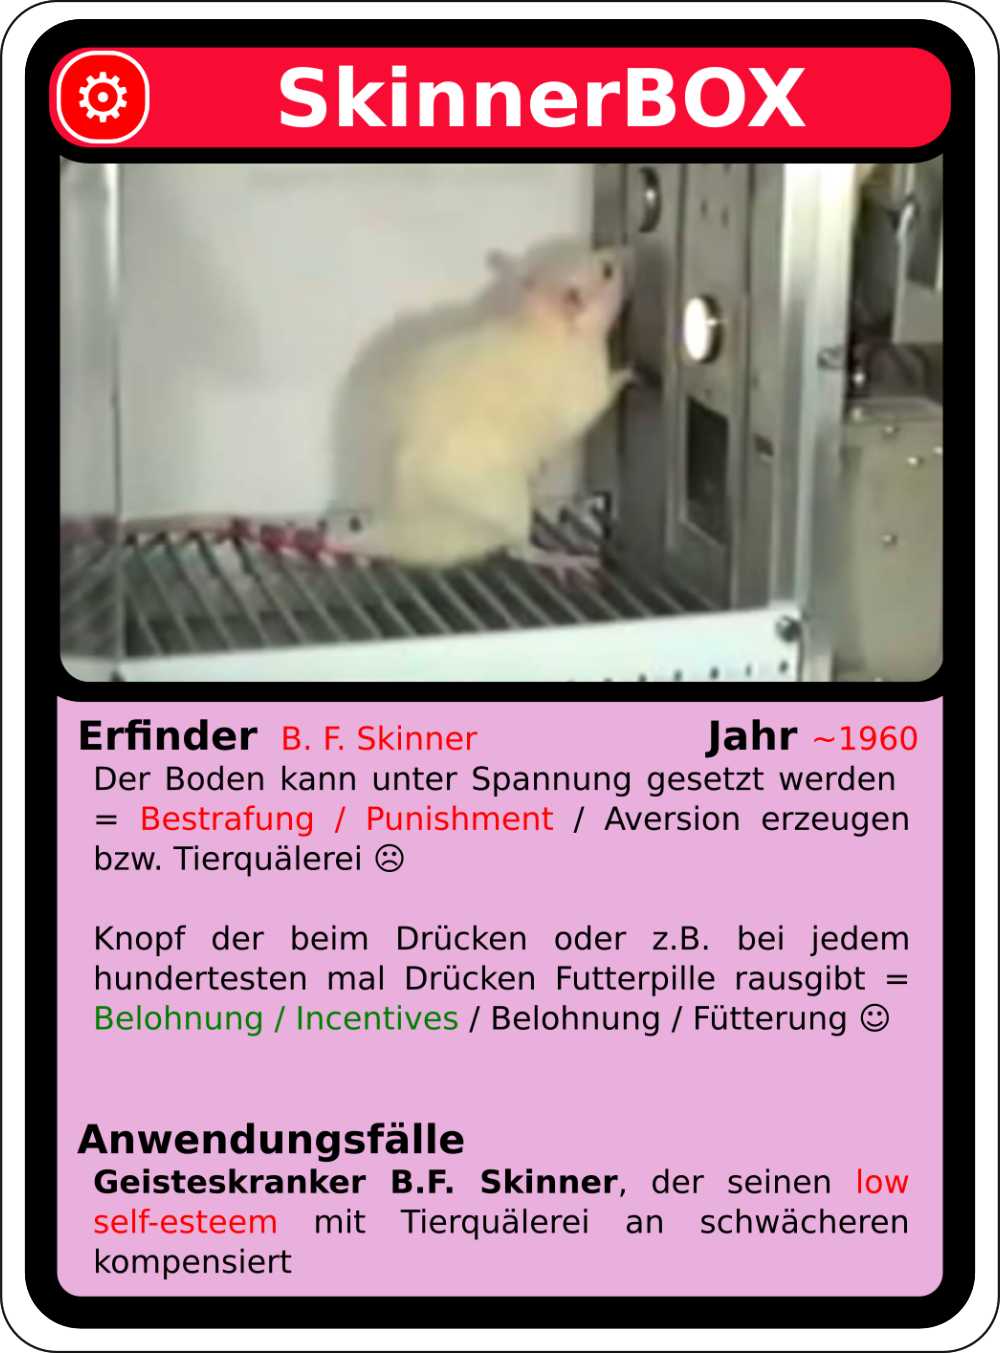 SkinnerBOX
Erfinder B. F. Skinner Jahr ~1960
Der Boden kann unter Spannung gesetzt werden
= Bestrafung / Punishment / Aversion erzeugen
bzw. Tierquälerei ☹
Knopf der beim Drücken oder z.B. bei jedem
hundertesten mal Drücken Futterpille rausgibt =
Belohnung / Incentives / Belohnung / Fütterung ☺
Anwendungsfälle
Geisteskranker B.F. Skinner, der seinen low
self-esteem mit Tierquälerei an schwächeren
kompensiert